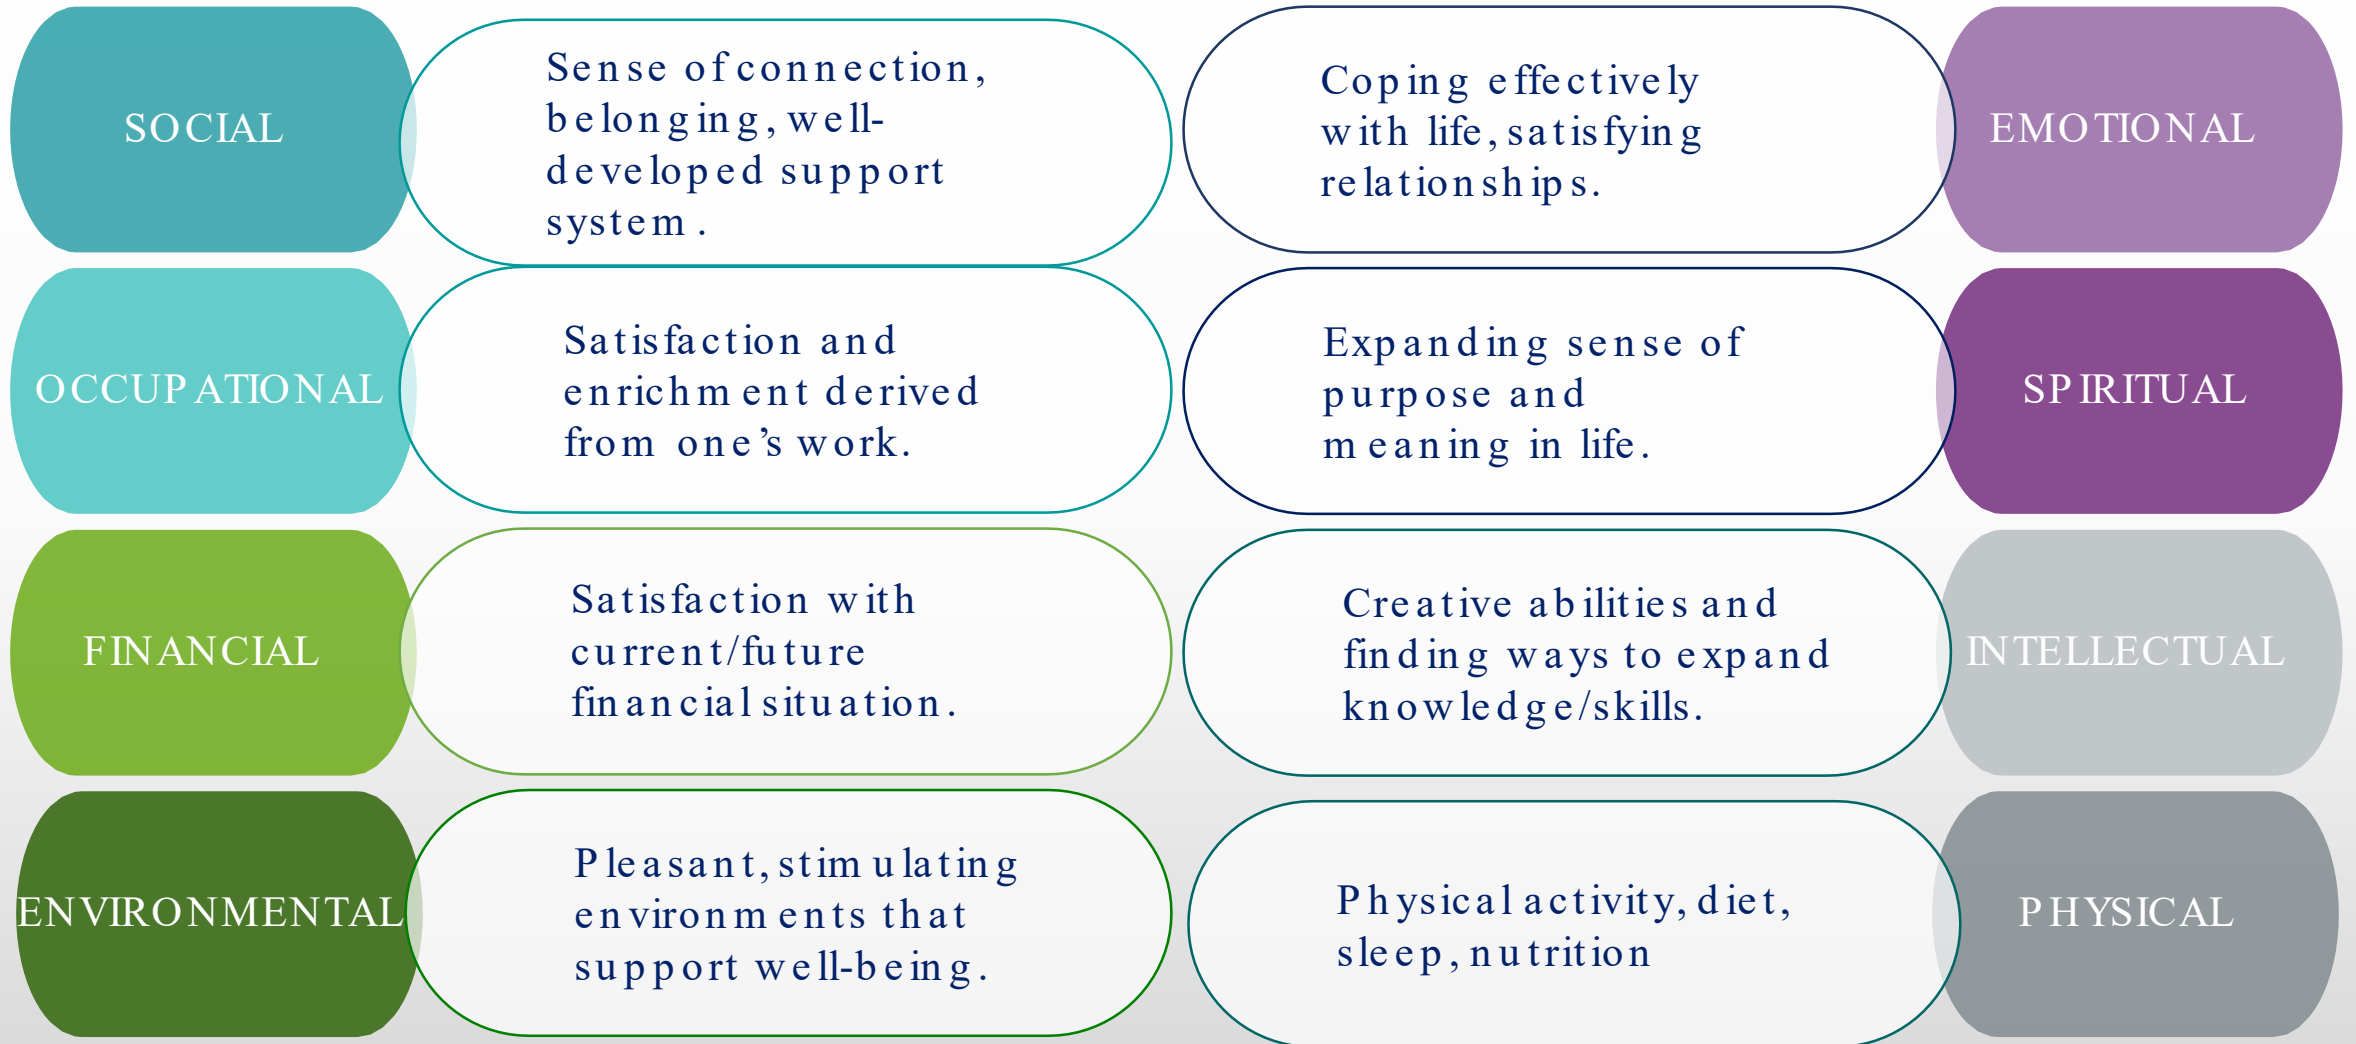 SOCIAL
Sense of connection,
belonging, well-
developed support
system.
Coping effectively
with life, satisfying
relationships.
EMOTIONAL
OCCUPATIONAL
Satisfaction and
enrichment derived
from one’s work.
Expanding sense of
purpose and
meaning in life.
SPIRITUAL
FINANCIAL
Satisfaction with
current/future
financial situation.
Creative abilities and
finding ways to expand
knowledge/skills.
INTELLECTUAL
ENVIRONMENTAL
Pleasant, stimulating
environments that
support well-being.
Physical activity, diet,
sleep, nutrition
PHYSICAL